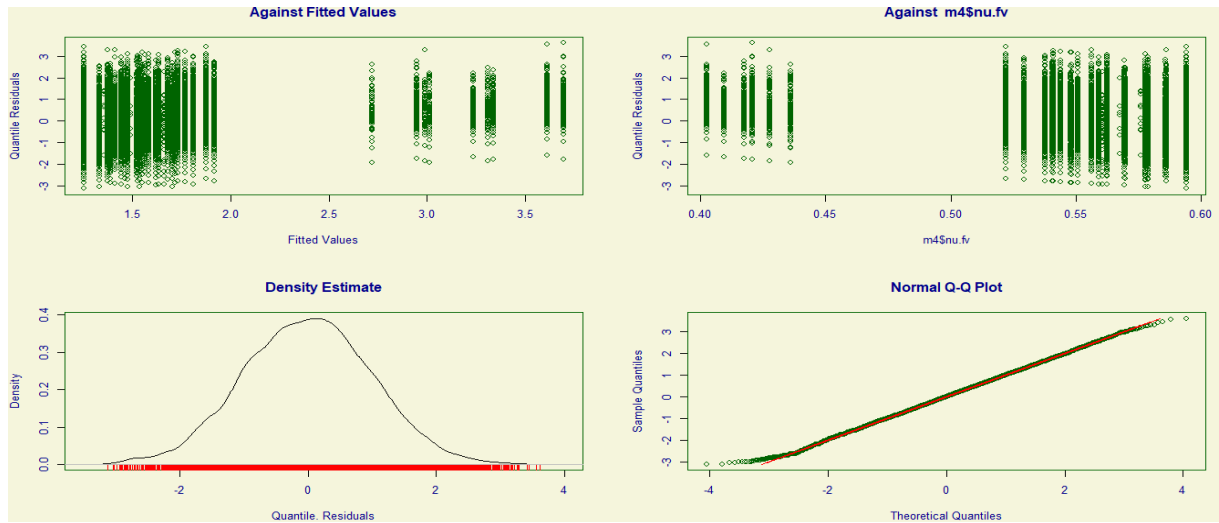 Against Fitted Values
Quantile Residuals
3
2
1
0
-1
-2
-3
1.5 2.0 2.5 3.0 3.5
Fitted Values
Against m4$nu.fv
Quantile Residuals
3
2
1
0
-1
-2
-3
0.40 0.45 0.50 0.55 0.60
m4$nu.fv
Density Estimate
Density
0.4
0.3
0.2
0.1
0.0
-2 0 2 4
Quantile. Residuals
Normal Q-Q Plot
Sample Quantiles
3
2
1
0
-1
-2
-3
-4 -2 0 2 4
Theoretical Quantiles